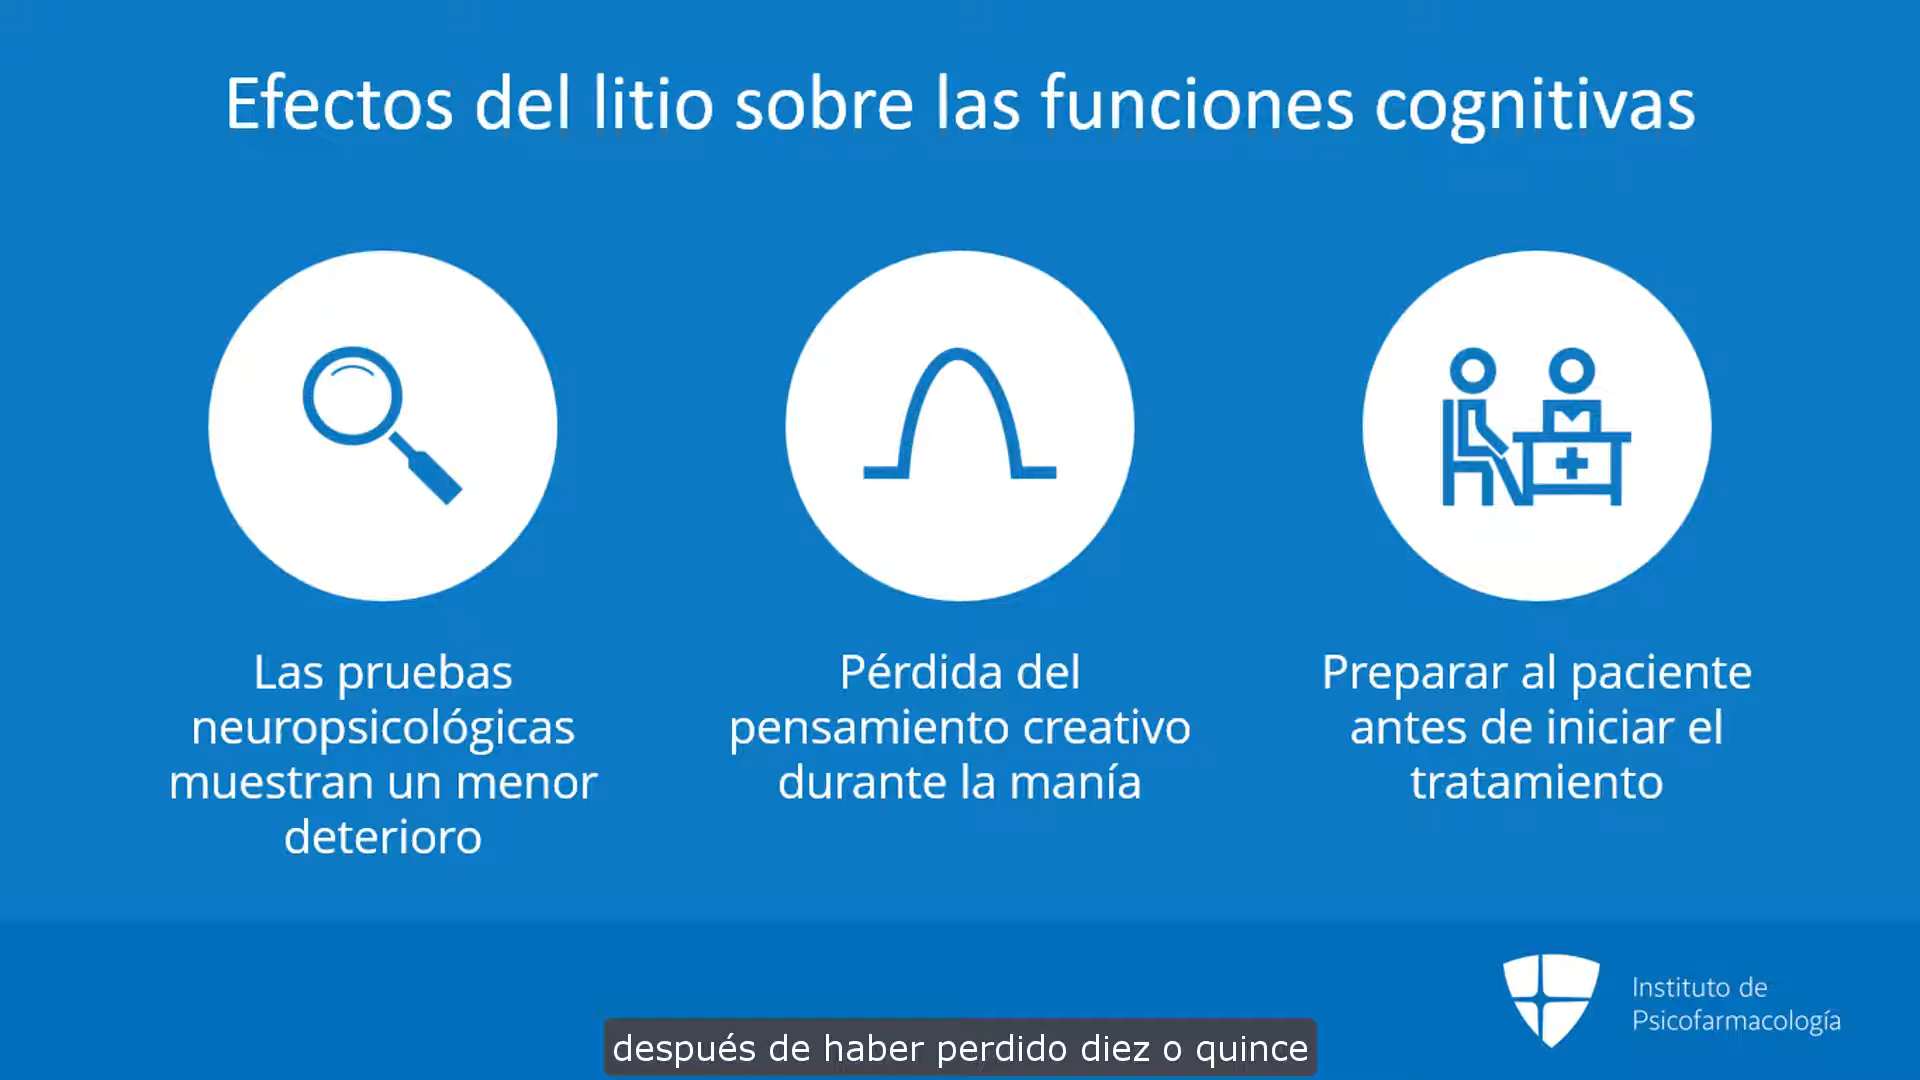 Efectos del litio sobre las funciones cognitivas
Las pruebas
neuropsicológicas
muestran un menor
deterioro
Pérdida del
pensamiento creativo
durante la manía
Preparar al paciente
antes de iniciar el
tratamiento
Instituto de
Psicofarmacología
después de haber perdido diez o quince